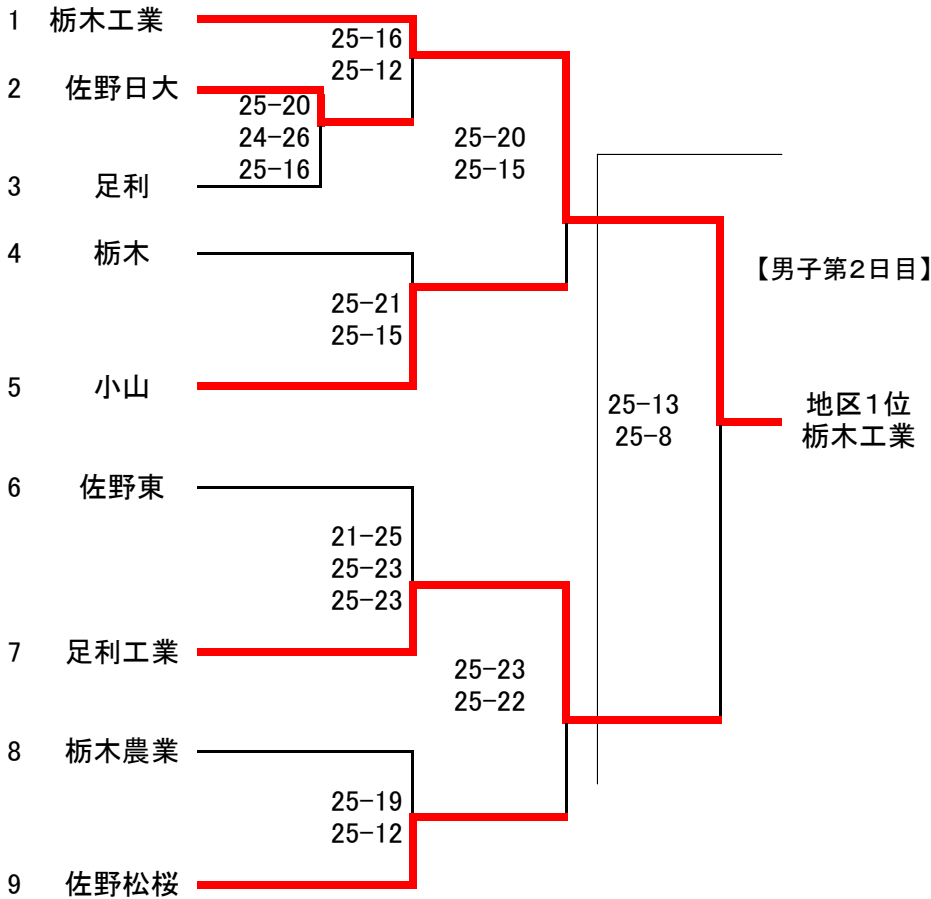 1 栃木工業
25-16
25-12
2 佐野日大
25-20
24-26
25-16
3 足利
25-20
25-15
4 栃木
【男子第2日目】
25-21
25-15
5 小山
25-13
25-8
地区1位
栃木工業
6 佐野東
21-25
25-23
25-23
7 足利工業
25-23
25-22
8 栃木農業
25-19
25-12
9 佐野松桜